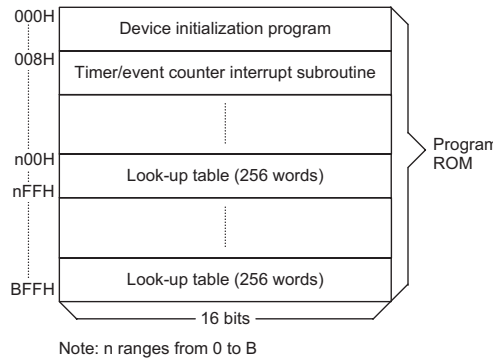 000H
Device initialization program
008H
Timer/event counter interrupt subroutine
n00H
Look-up table (256 words)
nFFH
Program
ROM
Look-up table (256 words)
BFFH
16 bits
Note: n ranges from 0 to B